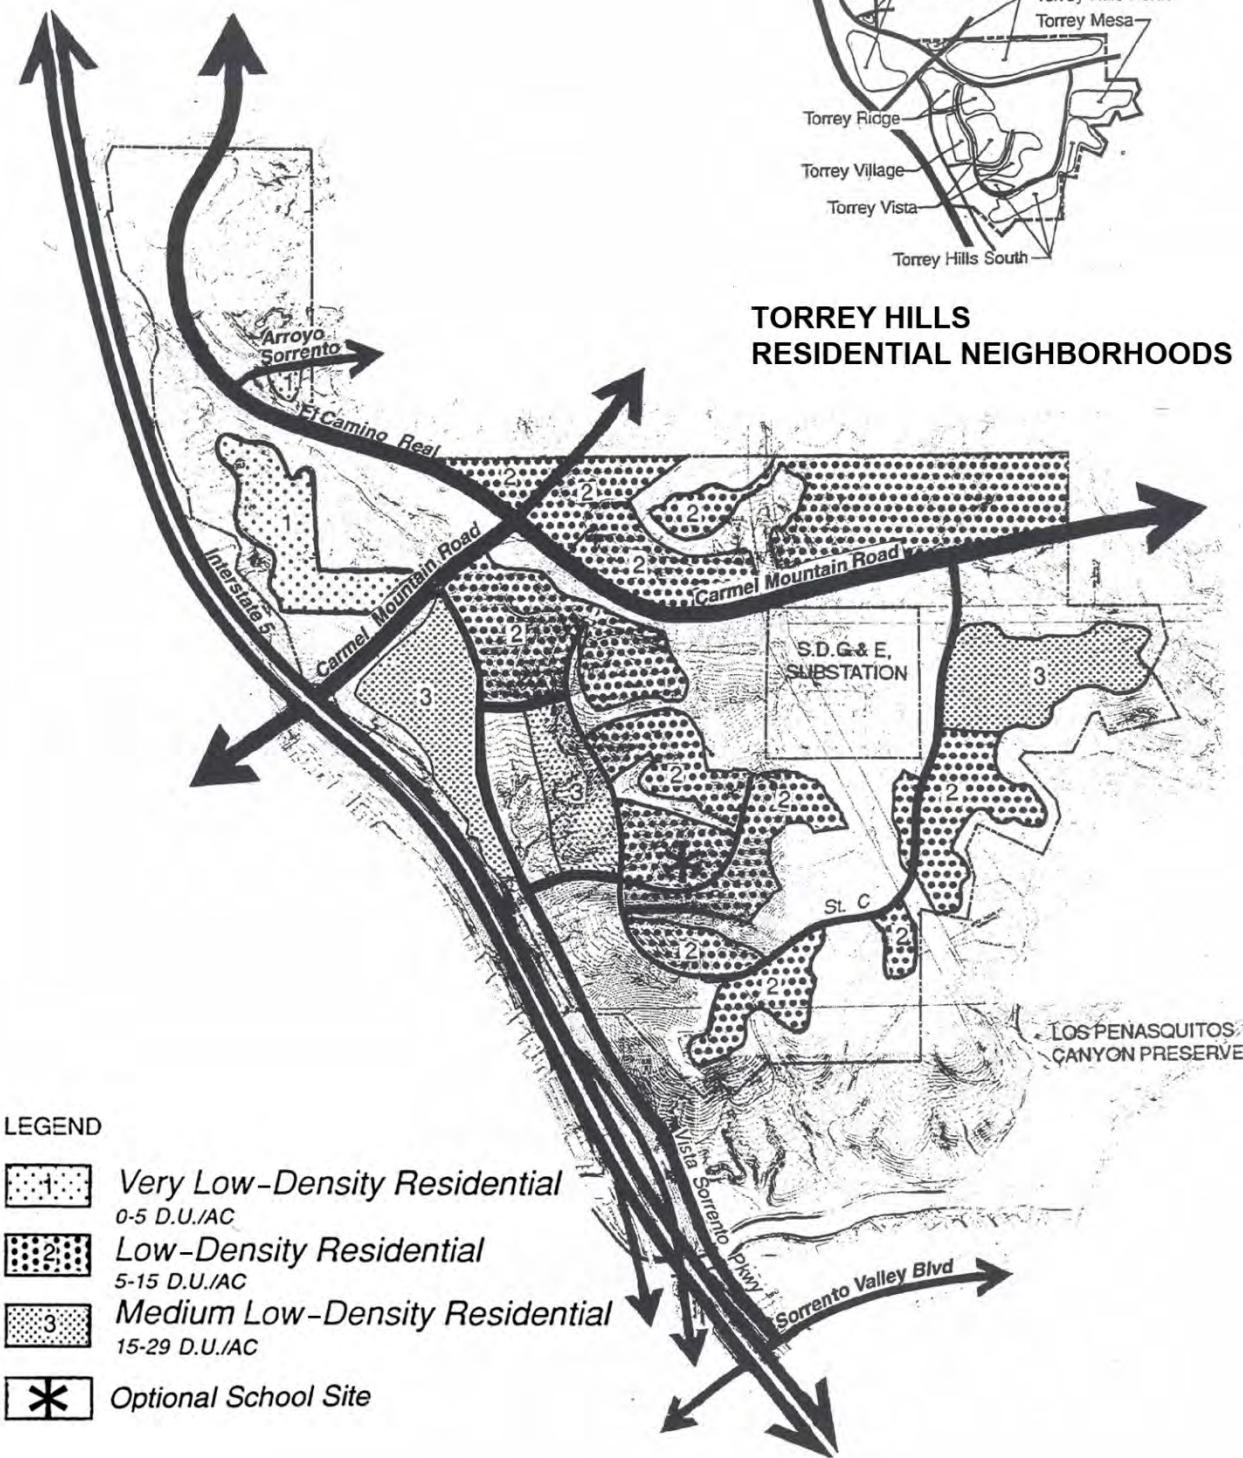 Torrey Mesa
Torrey Ridge
Torrey Village
Torrey Vista
Torrey Hills South
TORREY HILLS
RESIDENTIAL NEIGHBORHOODS
Arroyo
Sorrento
1
El Camino Real
2
2
2
1
2
Carmel Mountain Road
Carmel Mountain Road
Interstate 5
2
S.D.G.& E.
SUBSTATION
3
3
2
3
2
2
St. C
2
2
2
LOS PENASQUITOS
CANYON PRESERVE
Vista Sorrento Pkwy
Sorrento Valley Blvd
LEGEND
1
Very Low-Density Residential
0-5 D.U./AC
2
Low-Density Residential
5-15 D.U./AC
3
Medium Low-Density Residential
15-29 D.U./AC
Optional School Site